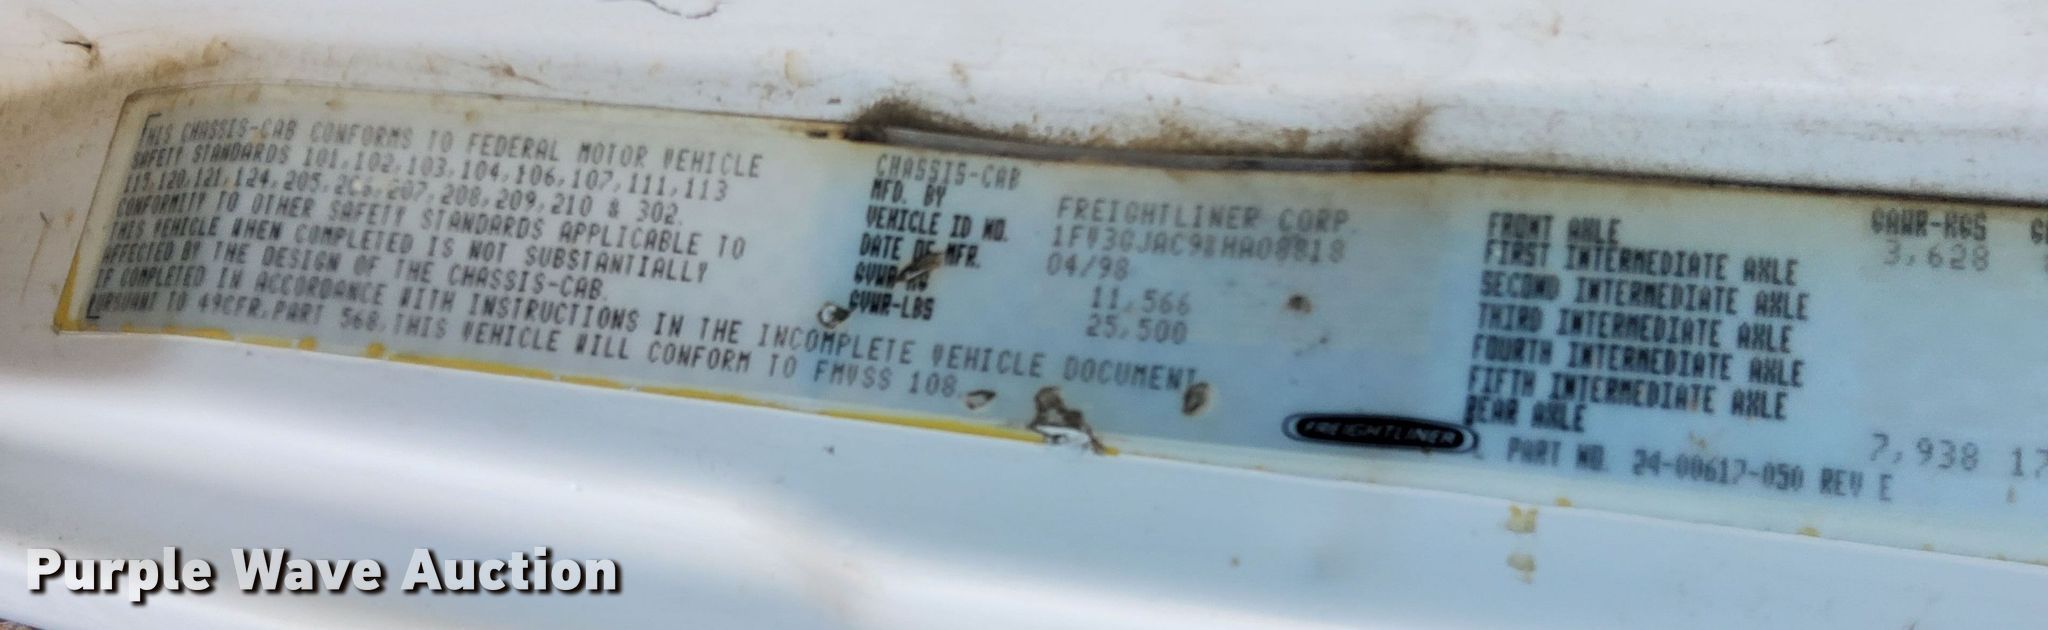 THIS CHASSIS-CAB CONFORMS TO FEDERAL MOTOR VEHICLE
SAFETY STANDARDS 101,102,103,104,106,107,111,113
115,120,121,124,205,206,207,208,209,210 & 302.
CONFORMITY TO OTHER SAFETY STANDARDS APPLICABLE TO
THIS VEHICLE WHEN COMPLETED IS NOT SUBSTANTIALLY
AFFECTED BY THE DESIGN OF THE CHASSIS-CAB.
IF COMPLETED IN ACCORDANCE WITH INSTRUCTIONS IN THE INCOMPLETE VEHICLE DOCUMENT
PURSUANT TO 49CFR,PART 568,THIS VEHICLE WILL CONFORM TO FMVSS 108.
CHASSIS-CAB
MFD. BY FREIGHTLINER CORP.
VEHICLE ID NO.
DATE OF MFR. 04/98
GVWR-KG 11,566
GVWR-LBS 25,500
FREIGHTLINER
GAWR-KGS
FRONT AXLE 3,628
FIRST INTERMEDIATE AXLE
SECOND INTERMEDIATE AXLE
THIRD INTERMEDIATE AXLE
FOURTH INTERMEDIATE AXLE
FIFTH INTERMEDIATE AXLE
REAR AXLE 7,938 17
PART NO. 24-00617-050 REV E
Purple Wave Auction